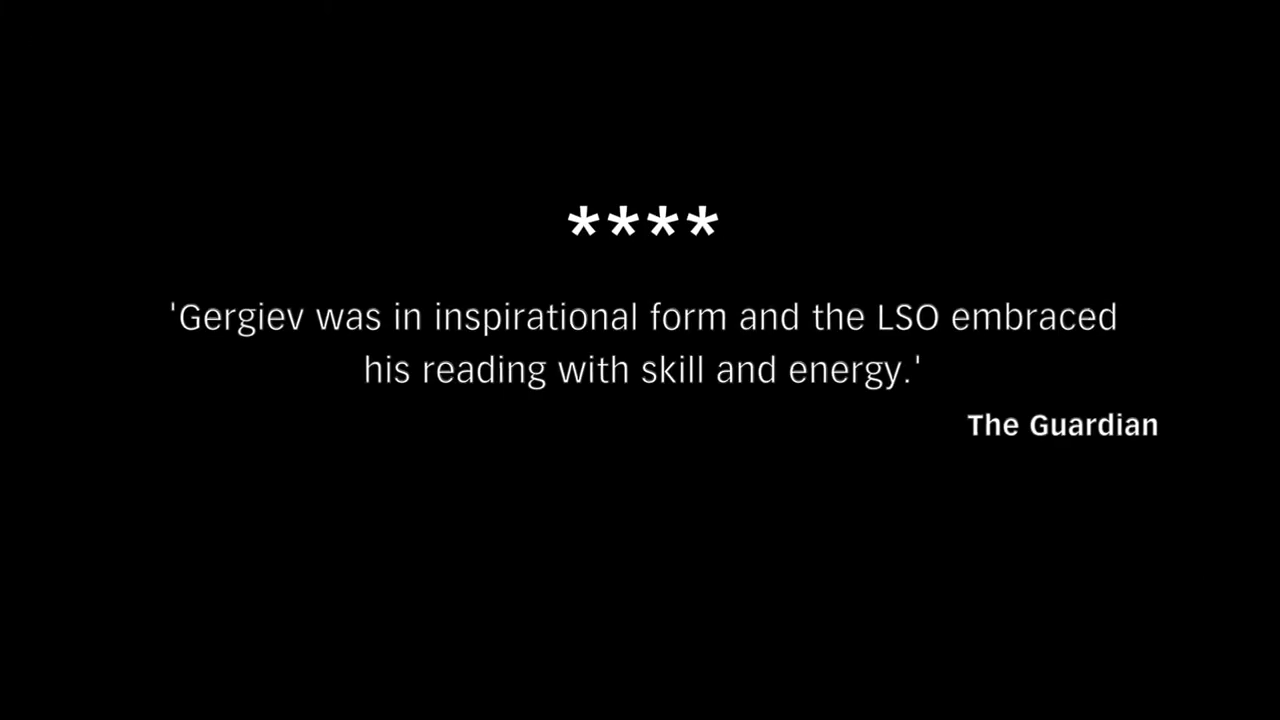 ****
'Gergiev was in inspirational form and the LSO embraced
his reading with skill and energy.'
The Guardian